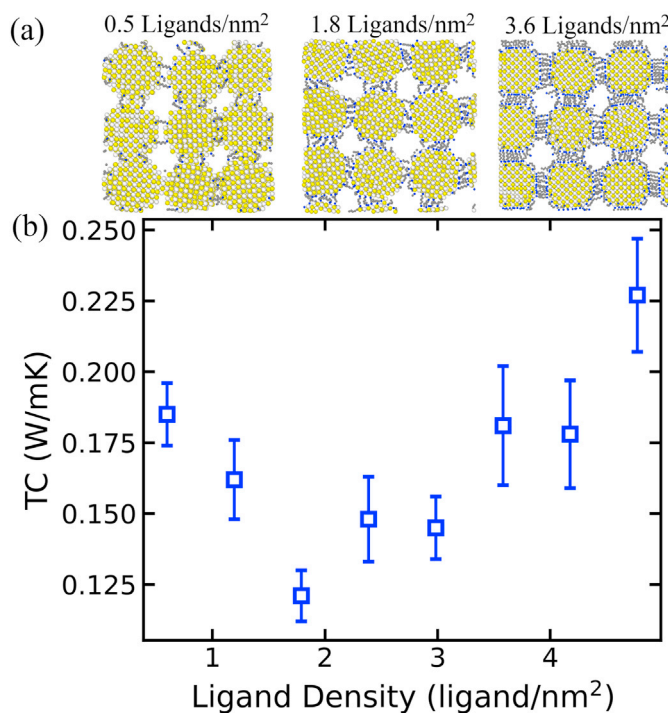 (a)
0.5 Ligands/nm²
1.8 Ligands/nm²
3.6 Ligands/nm²
(b)
0.250
0.225
0.200
0.175
0.150
0.125
TC (W/mK)
1
2
3
4
Ligand Density (ligand/nm²)